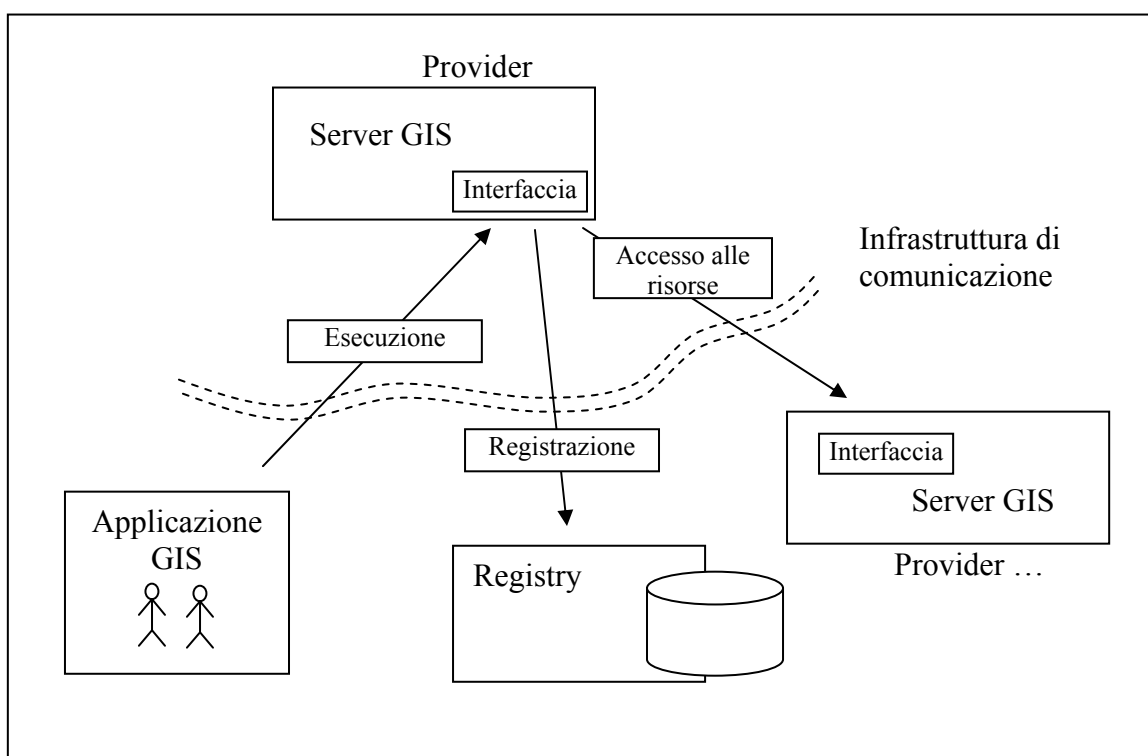 Provider
Server GIS
Interfaccia
Infrastruttura di
comunicazione
Accesso alle
risorse
Esecuzione
Registrazione
Interfaccia
Server GIS
Provider …
Applicazione
GIS
Registry